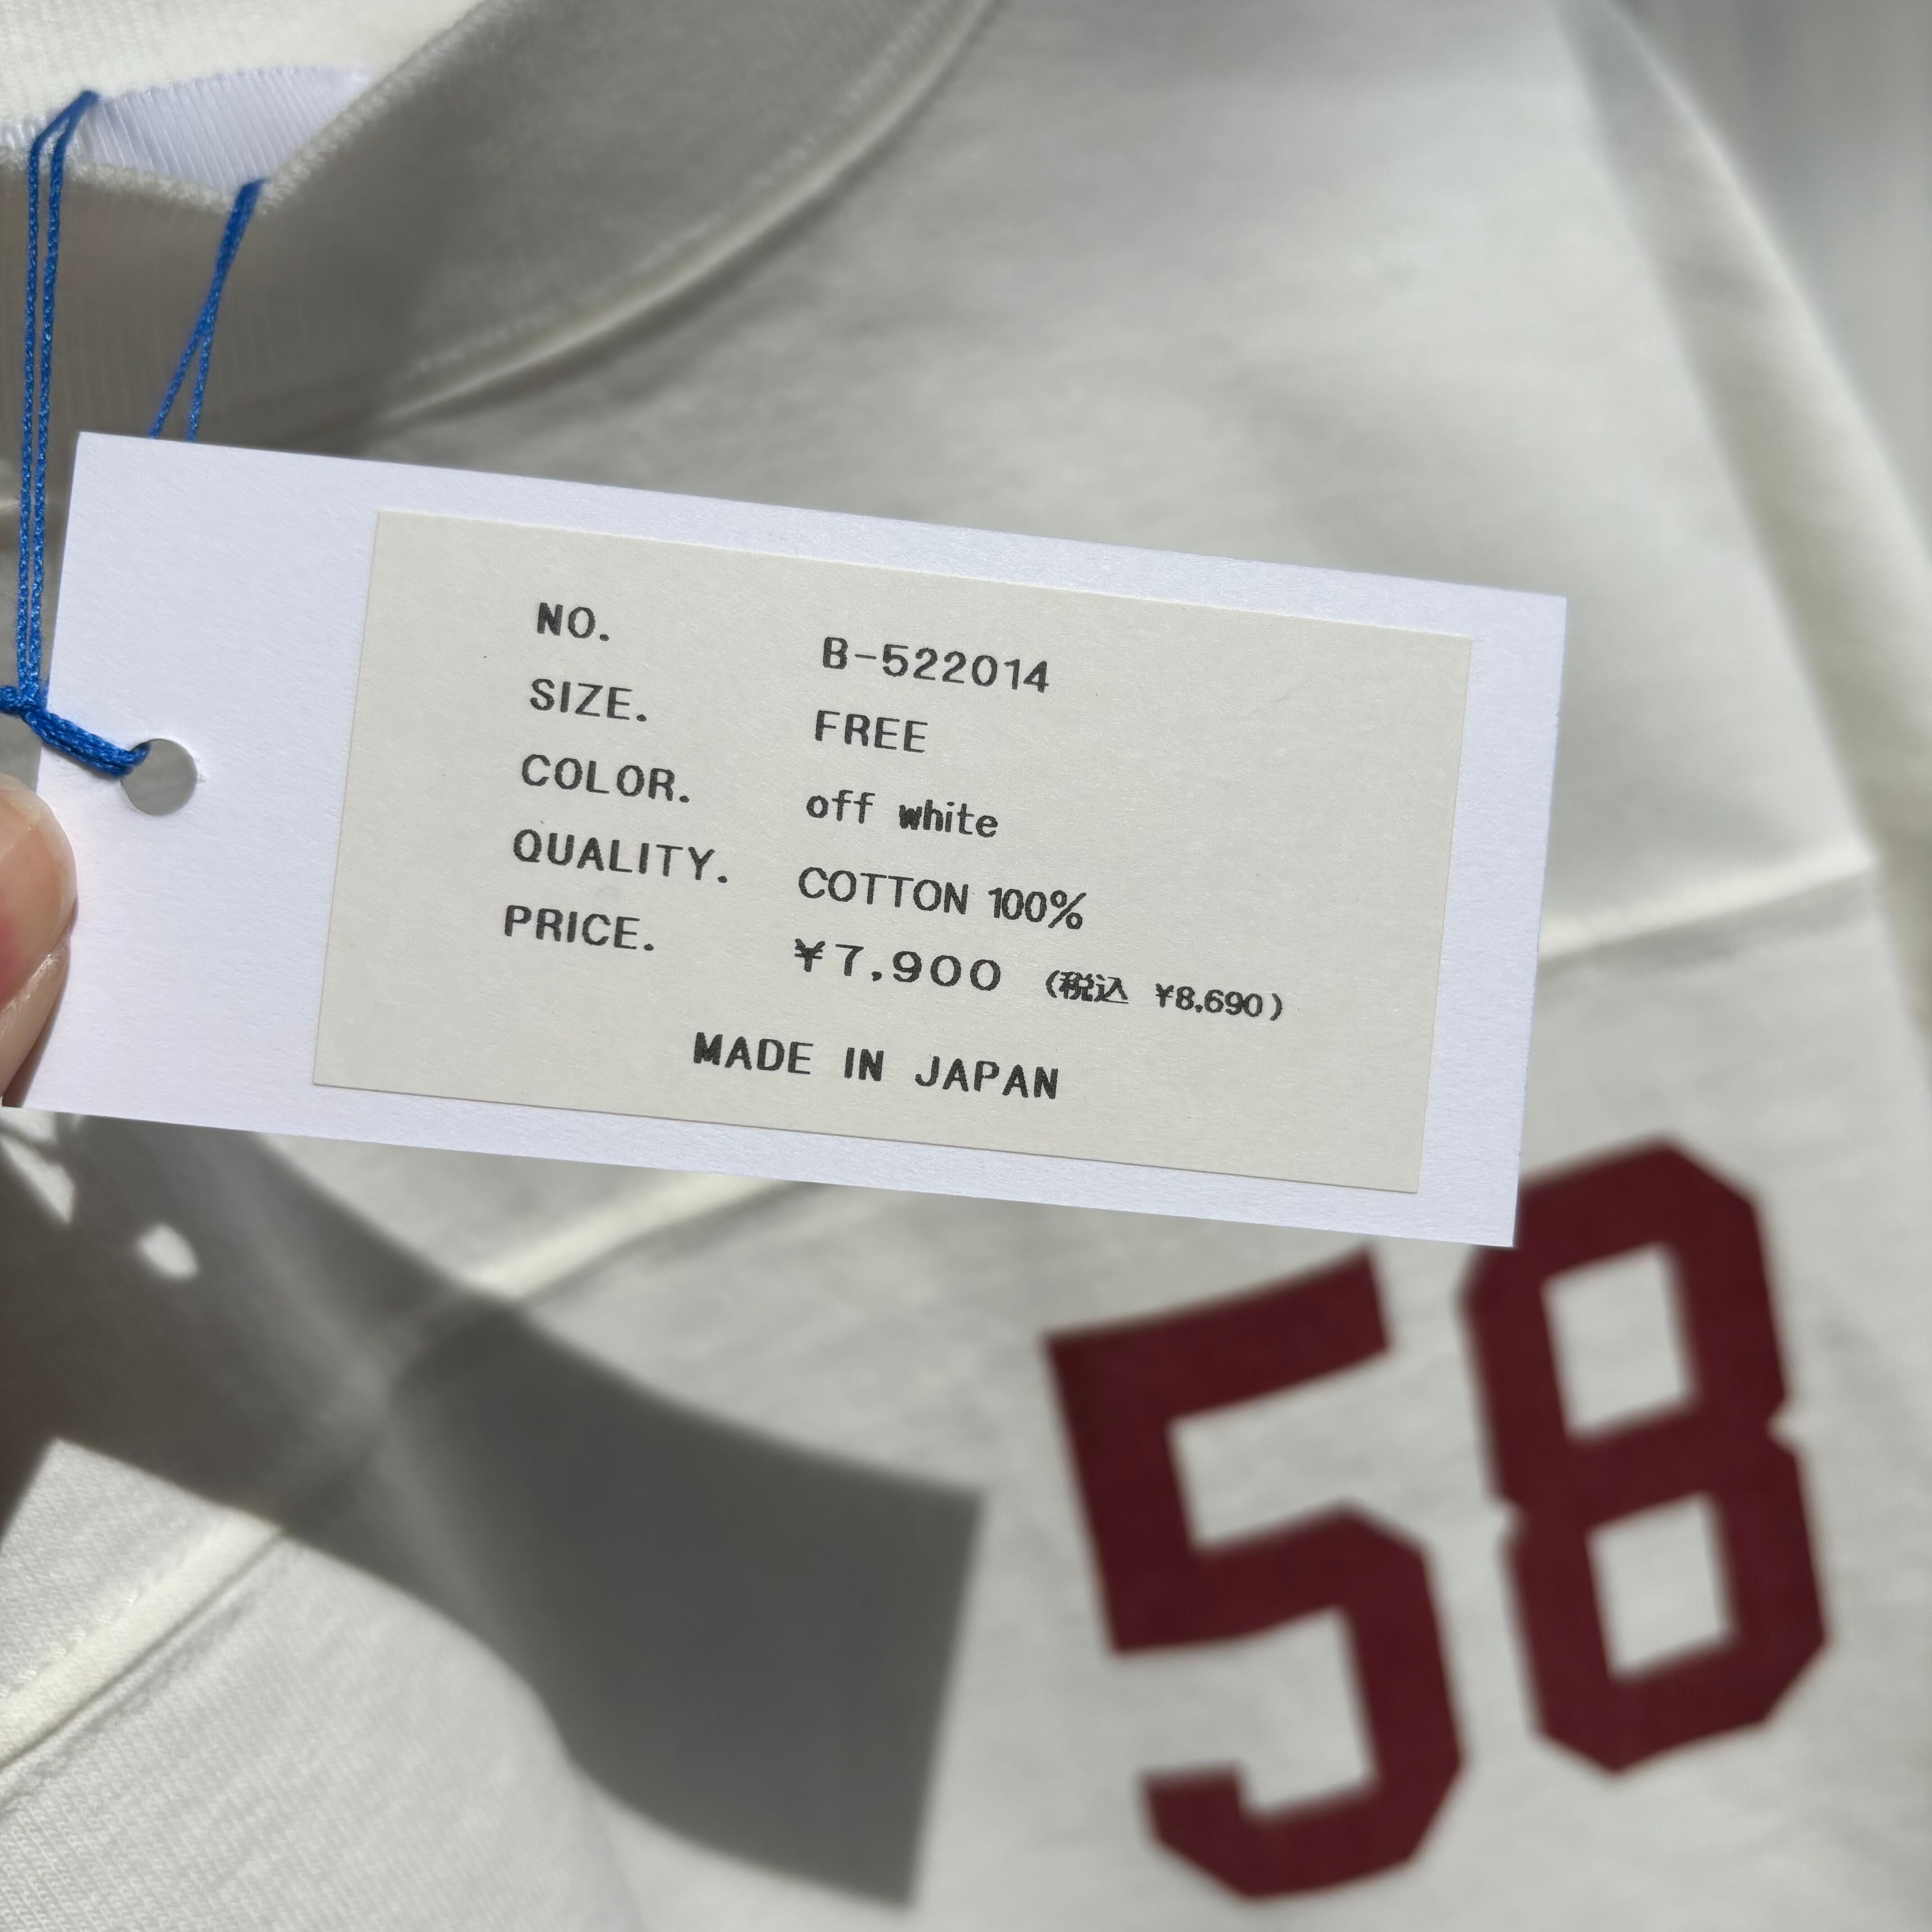 NO. B-522014
SIZE. FREE
COLOR. off white
QUALITY. COTTON 100%
PRICE. ¥7,900 (税込 ¥8,690)
MADE IN JAPAN
58